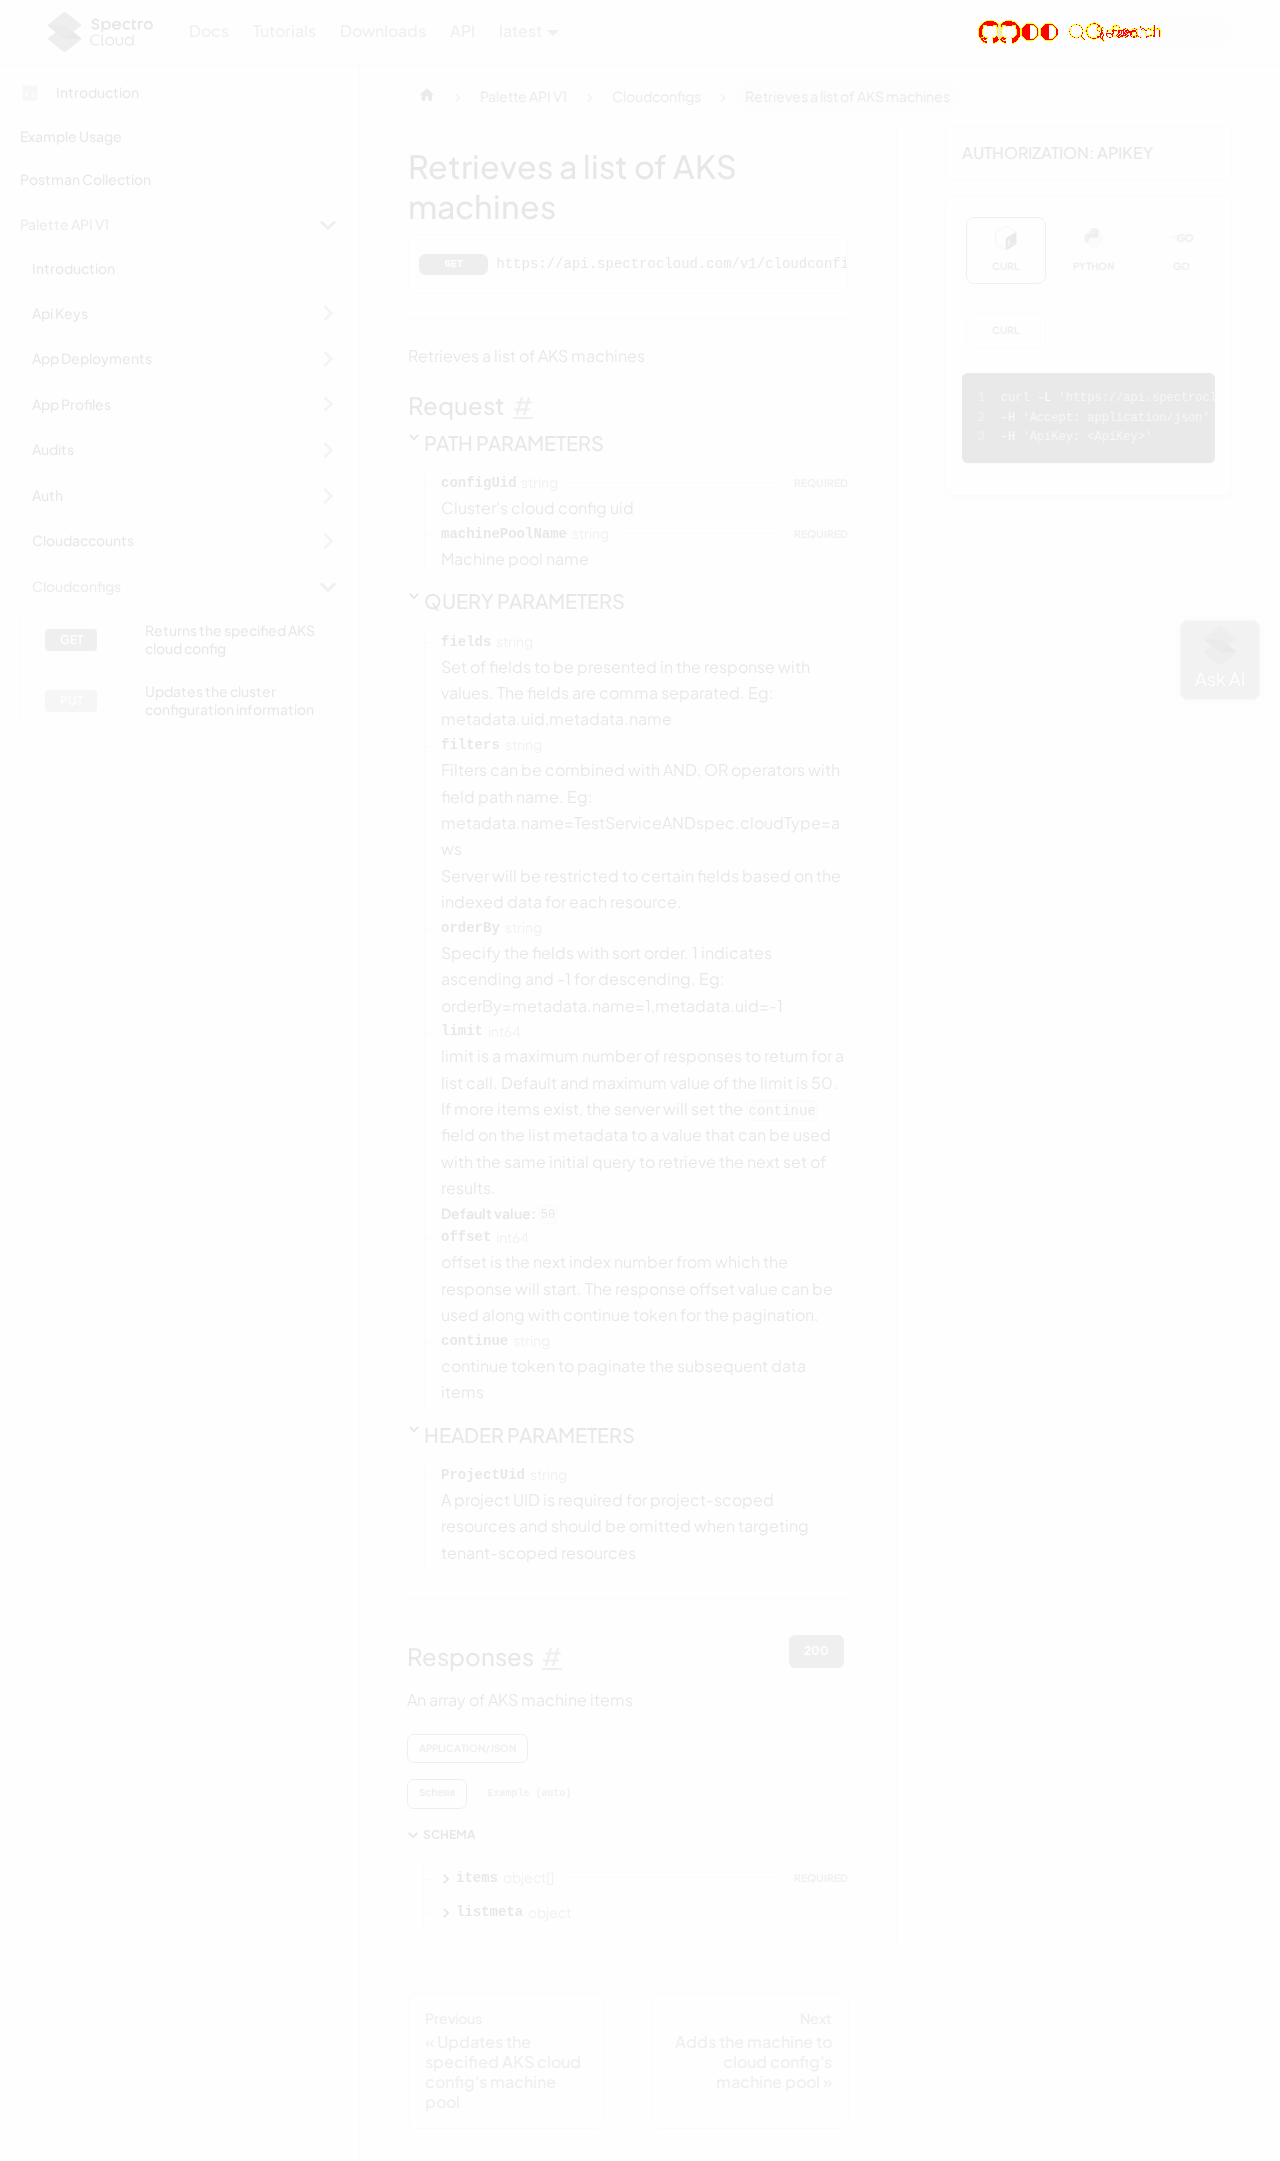 Spectro Cloud
Docs Tutorials Downloads API latest
Introduction
Example Usage
Postman Collection
Palette API V1
Introduction
Api Keys
App Deployments
App Profiles
Audits
Auth
Cloudaccounts
Cloudconfigs
GET Returns the specified AKS
cloud config
PUT Updates the cluster
configuration information
Palette API V1 Cloudconfigs Retrieves a list of AKS machines
Retrieves a list of AKS
machines
GET https://api.spectrocloud.com/v1/cloudconfi
Retrieves a list of AKS machines
Request #
PATH PARAMETERS
configUid string REQUIRED
Cluster's cloud config uid
machinePoolName string REQUIRED
Machine pool name
QUERY PARAMETERS
fields string
Set of fields to be presented in the response with
values. The fields are comma separated. Eg:
metadata.uid,metadata.name
filters string
Filters can be combined with AND, OR operators with
field path name. Eg:
metadata.name=TestServiceANDspec.cloudType=a
ws
Server will be restricted to certain fields based on the
indexed data for each resource.
orderBy string
Specify the fields with sort order. 1 indicates
ascending and -1 for descending. Eg:
orderBy=metadata.name=1,metadata.uid=-1
limit int64
limit is a maximum number of responses to return for a
list call. Default and maximum value of the limit is 50.
If more items exist, the server will set the continue
field on the list metadata to a value that can be used
with the same initial query to retrieve the next set of
results.
Default value: 50
offset int64
offset is the next index number from which the
response will start. The response offset value can be
used along with continue token for the pagination.
continue string
continue token to paginate the subsequent data
items
HEADER PARAMETERS
ProjectUid string
A project UID is required for project-scoped
resources and should be omitted when targeting
tenant-scoped resources
Responses # 200
An array of AKS machine items
APPLICATION/JSON
Schema Example (auto)
SCHEMA
items object[] REQUIRED
listmeta object
Previous
« Updates the
specified AKS cloud
config's machine
pool
Next
Adds the machine to
cloud config's
machine pool »
AUTHORIZATION: APIKEY
CURL PYTHON GO
CURL
1 curl -L 'https://api.spectrocl
2 -H 'Accept: application/json'
3 -H 'ApiKey: <ApiKey>'
Ask AI